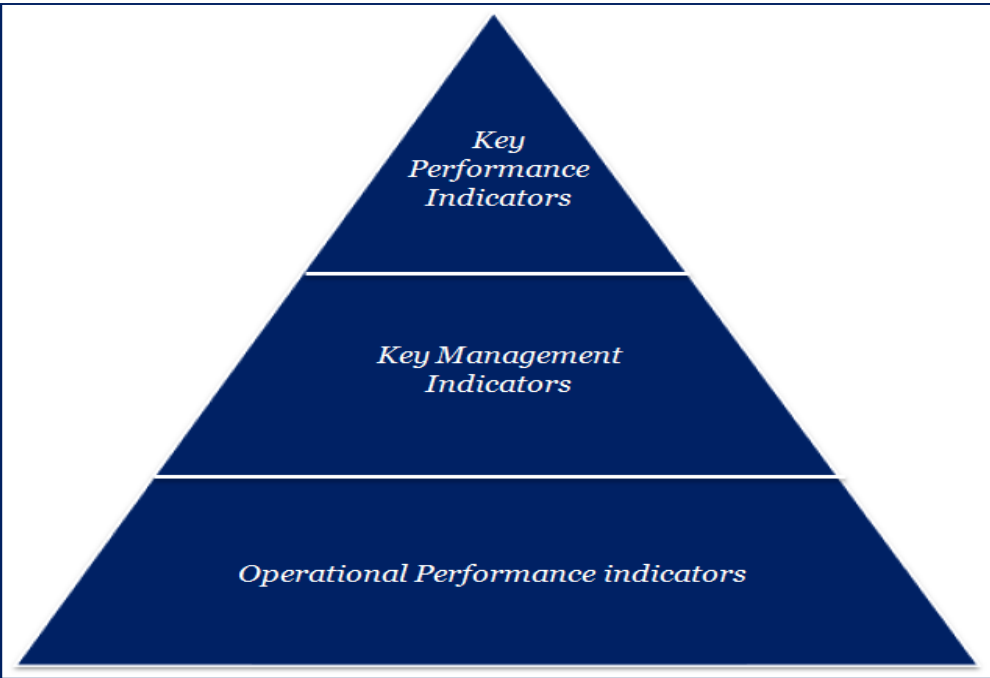 Key
Performance
Indicators
Key Management
Indicators
Operational Performance indicators